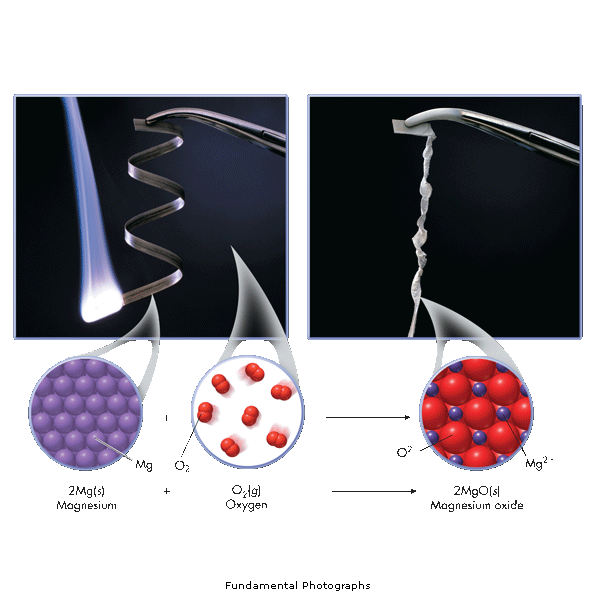 +
Mg
O2
O2-
Mg2+
2Mg(s) + O2(g) 2MgO(s)
Magnesium Oxygen Magnesium oxide
Fundamental Photographs